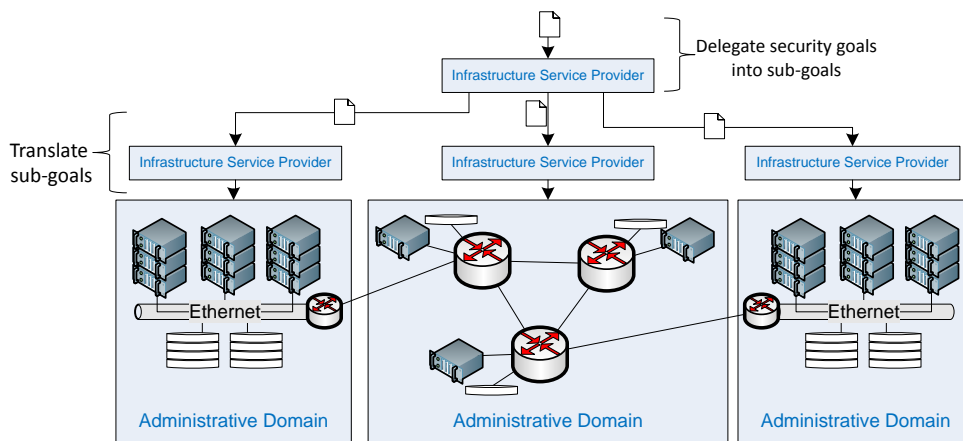 Delegate security goals
into sub-goals
Infrastructure Service Provider
Translate
sub-goals
Infrastructure Service Provider
Infrastructure Service Provider
Infrastructure Service Provider
Ethernet
Ethernet
Administrative Domain
Administrative Domain
Administrative Domain